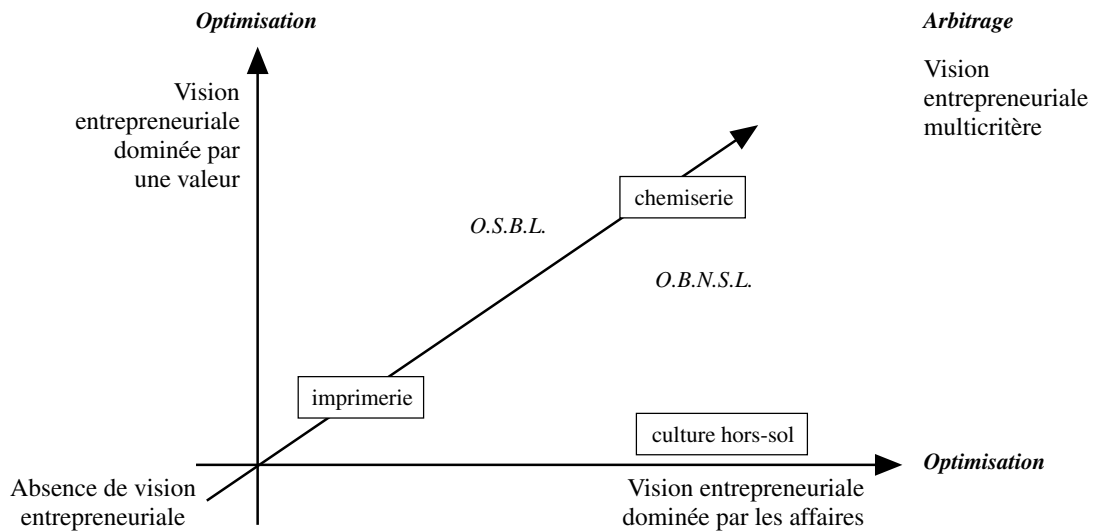 Optimisation
Arbitrage
Vision
entrepreneuriale
dominée par
une valeur
Vision
entrepreneuriale
multicritère
chemiserie
O.S.B.L.
O.B.N.S.L.
imprimerie
culture hors-sol
Optimisation
Absence de vision
entrepreneuriale
Vision entrepreneuriale
dominée par les affaires